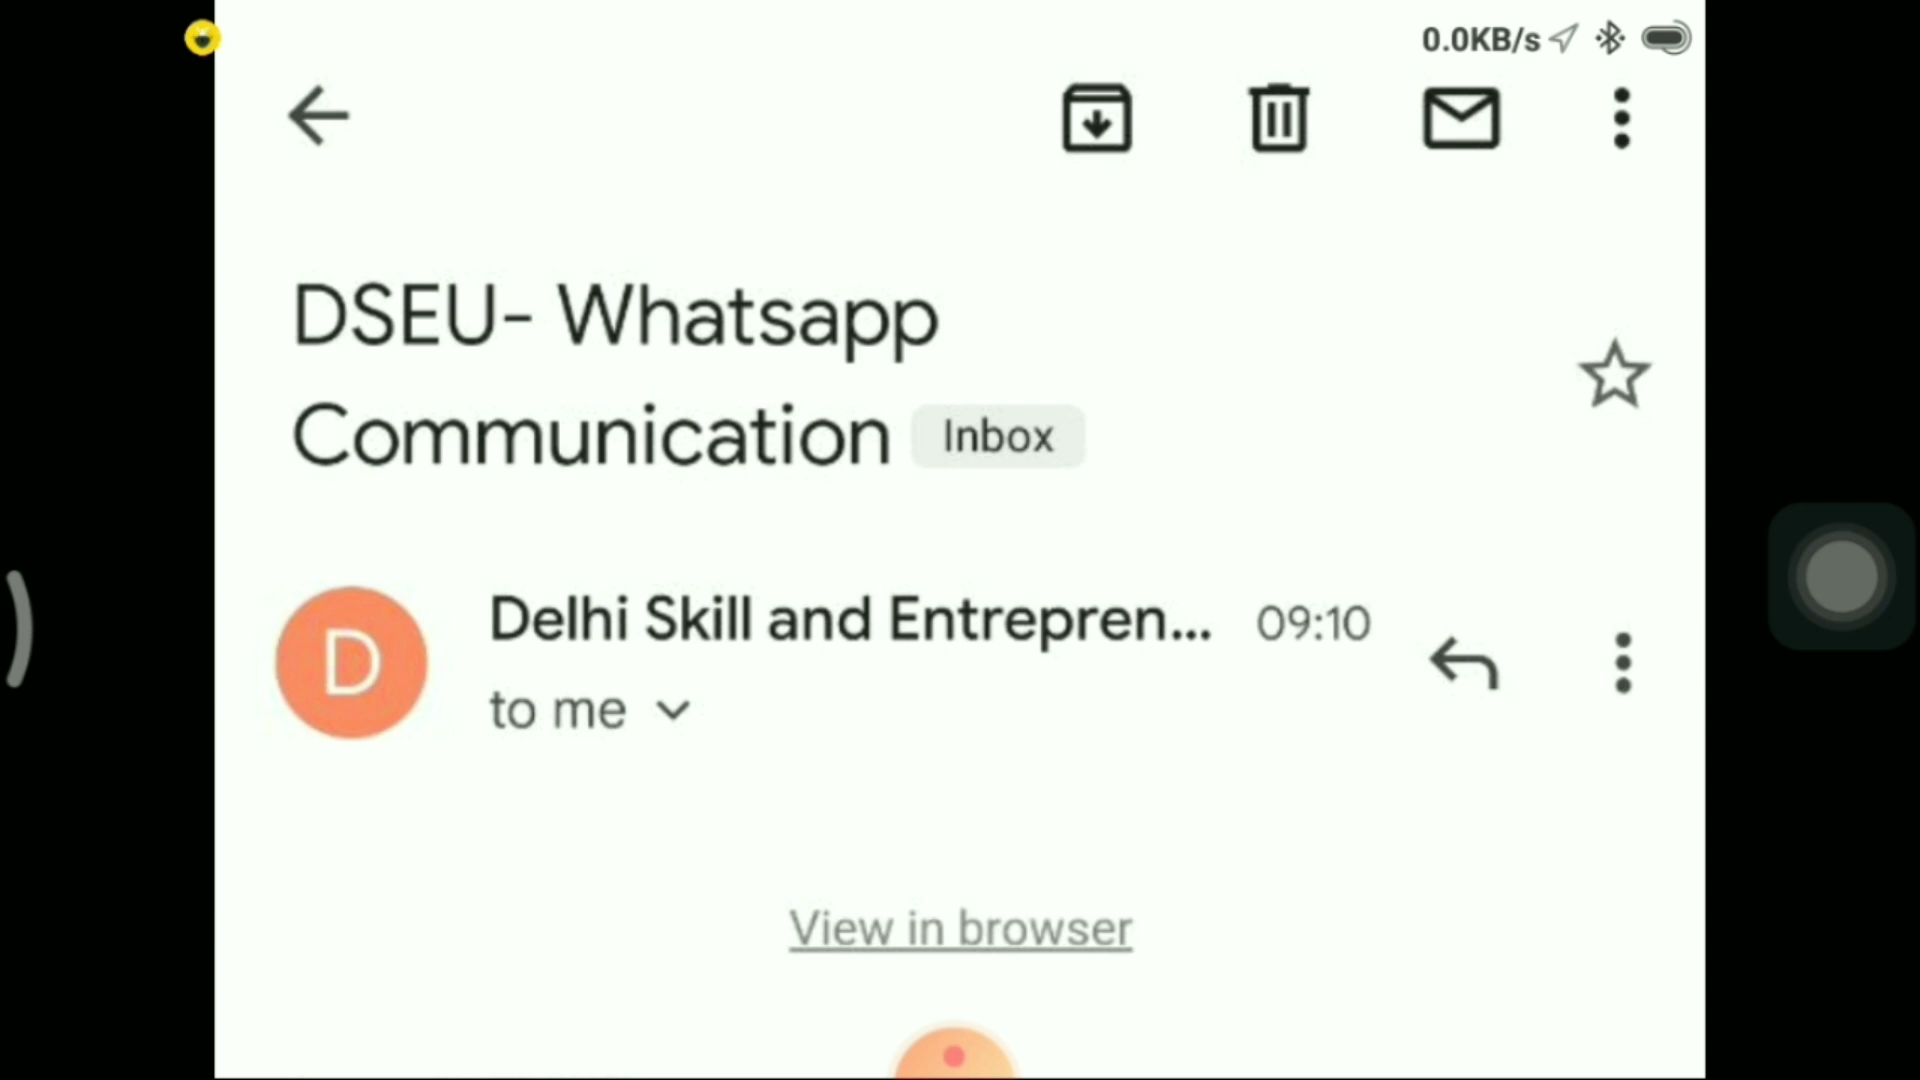 0.0KB/s
DSEU- Whatsapp
Communication Inbox
D
Delhi Skill and Entrepren... 09:10
to me
View in browser